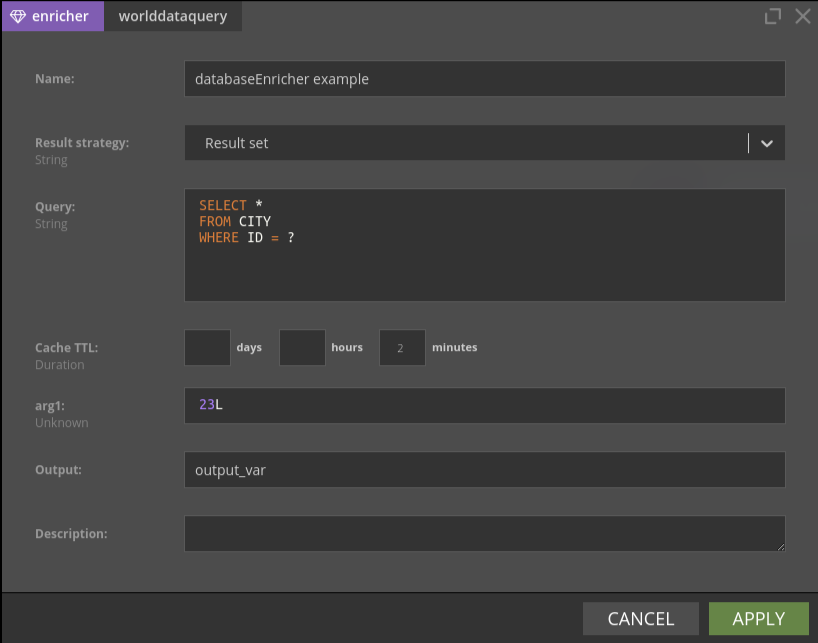 enricher worlddataquery
Name: databaseEnricher example
Result strategy: Result set
String
Query: SELECT *
String FROM CITY
WHERE ID = ?
Cache TTL: days hours 2 minutes
Duration
arg1: 23L
Unknown
Output: output_var
Description:
CANCEL APPLY